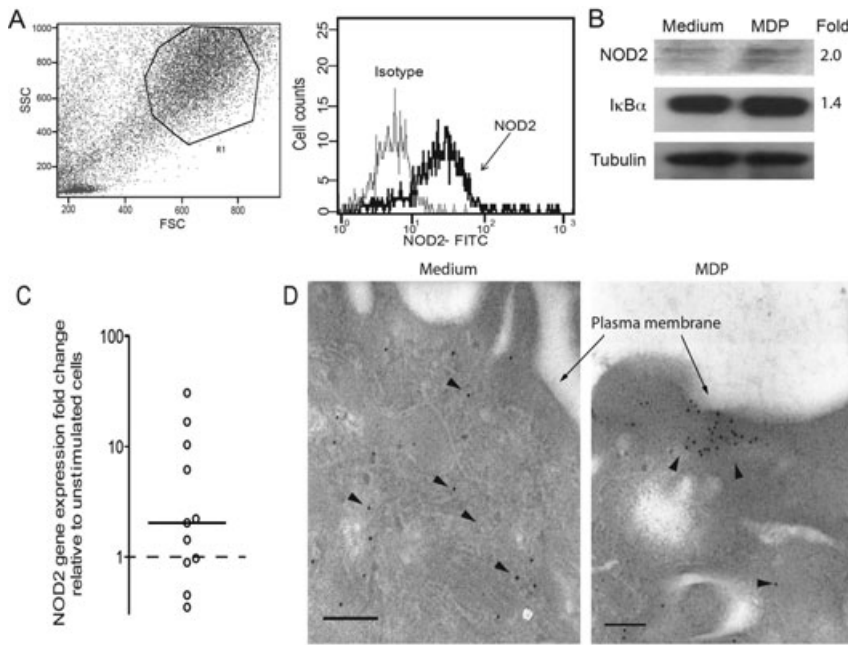 A
SSC
1000
800
600
400
200
R1
200
400
600
800
FSC
Cell counts
25
20
15
10
5
0
Isotype
NOD2
10⁰
10¹
10²
10³
NOD2- FITC
B
Medium MDP Fold
NOD2 2.0
IκBα 1.4
Tubulin
C
NOD2 gene expression fold change
relative to unstimulated cells
100
10
1
D
Medium
MDP
Plasma membrane